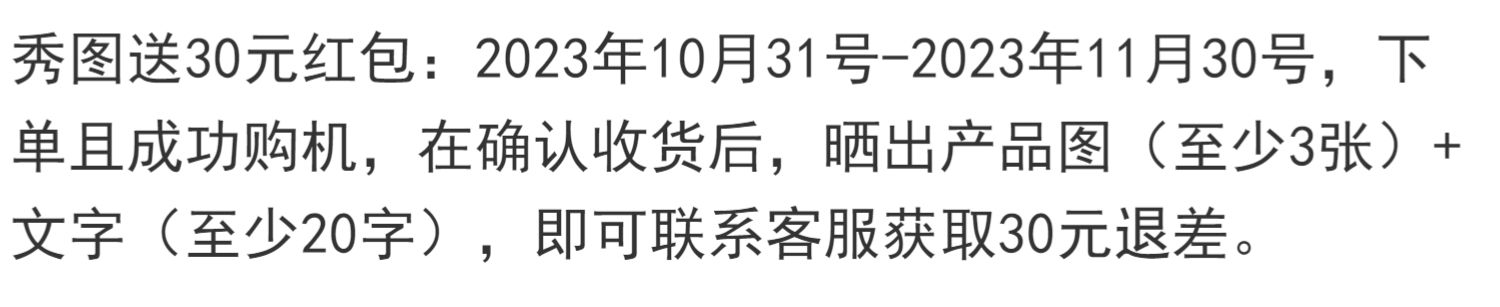 秀图送30元红包：2023年10月31号-2023年11月30号，下
单且成功购机，在确认收货后，晒出产品图（至少3张）+
文字（至少20字），即可联系客服获取30元退差。